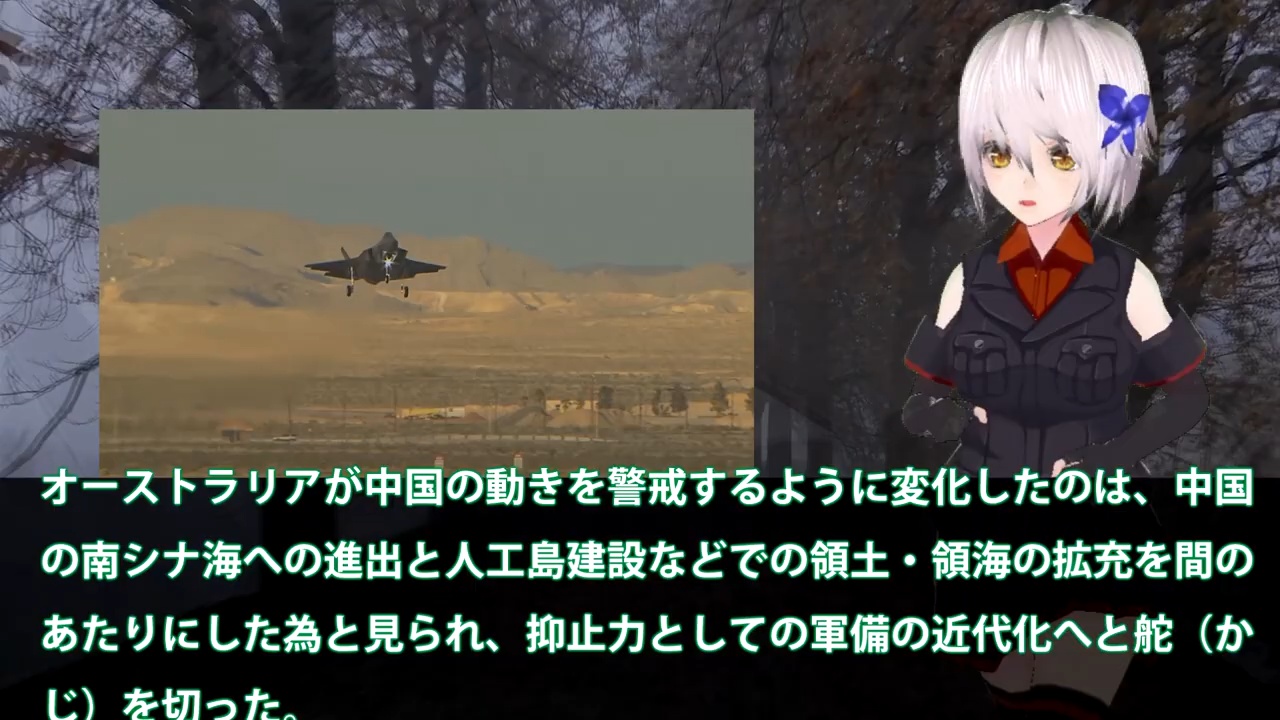 オーストラリアが中国の動きを警戒するように変化したのは、中国
の南シナ海への進出と人工島建設などでの領土・領海の拡充を間の
あたりにした為と見られ、抑止力としての軍備の近代化へと舵（か
じ）を切った。